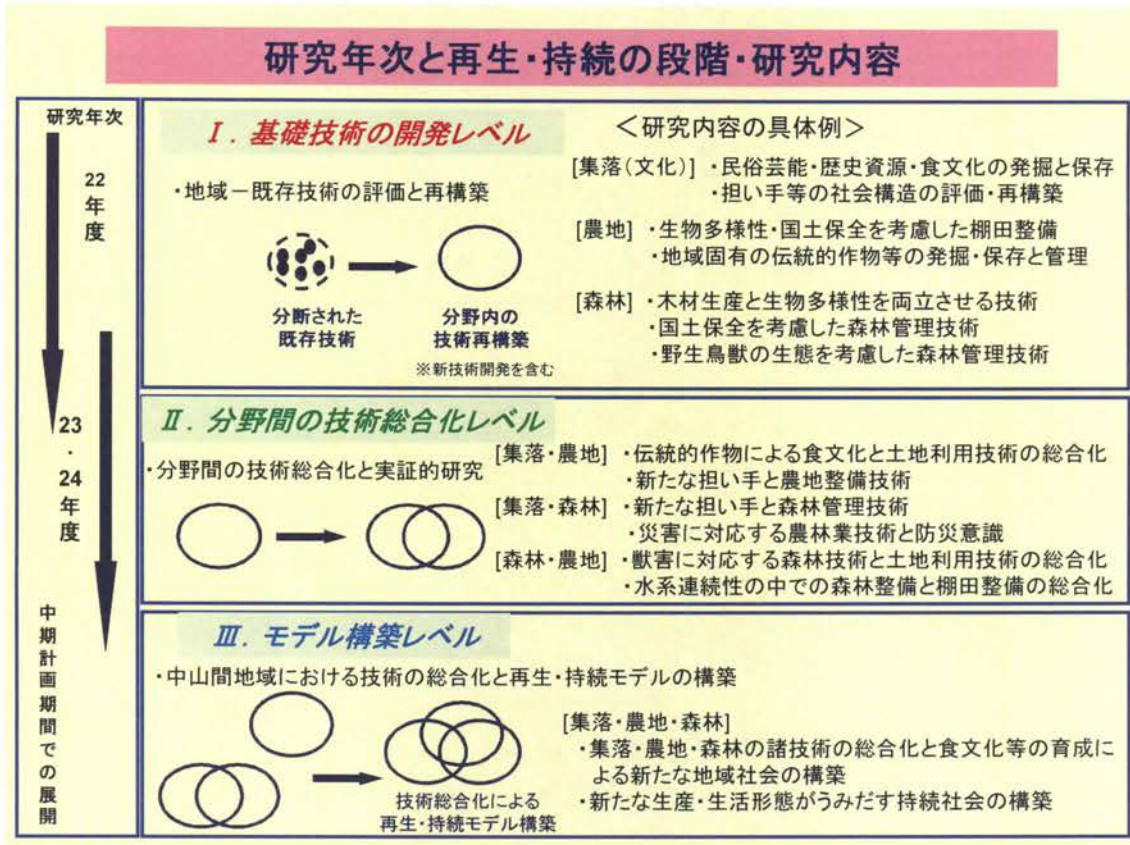 研究年次と再生・持続の段階・研究内容
研究年次
22年度
23・24年度
中期計画期間での展開
Ⅰ．基礎技術の開発レベル
・地域－既存技術の評価と再構築
分断された
既存技術
分野内の
技術再構築
※新技術開発を含む
＜研究内容の具体例＞
[集落(文化)] ・民俗芸能・歴史資源・食文化の発掘と保存
・担い手等の社会構造の評価・再構築
[農地] ・生物多様性・国土保全を考慮した棚田整備
・地域固有の伝統的作物等の発掘・保存と管理
[森林] ・木材生産と生物多様性を両立させる技術
・国土保全を考慮した森林管理技術
・野生鳥獣の生態を考慮した森林管理技術
Ⅱ．分野間の技術総合化レベル
・分野間の技術総合化と実証的研究
[集落・農地] ・伝統的作物による食文化と土地利用技術の総合化
・新たな担い手と農地整備技術
[集落・森林] ・新たな担い手と森林管理技術
・災害に対応する農林業技術と防災意識
[森林・農地] ・獣害に対応する森林技術と土地利用技術の総合化
・水系連続性の中での森林整備と棚田整備の総合化
Ⅲ．モデル構築レベル
・中山間地域における技術の総合化と再生・持続モデルの構築
技術総合化による
再生・持続モデル構築
[集落・農地・森林]
・集落・農地・森林の諸技術の総合化と食文化等の育成に
よる新たな地域社会の構築
・新たな生産・生活形態がうみだす持続社会の構築